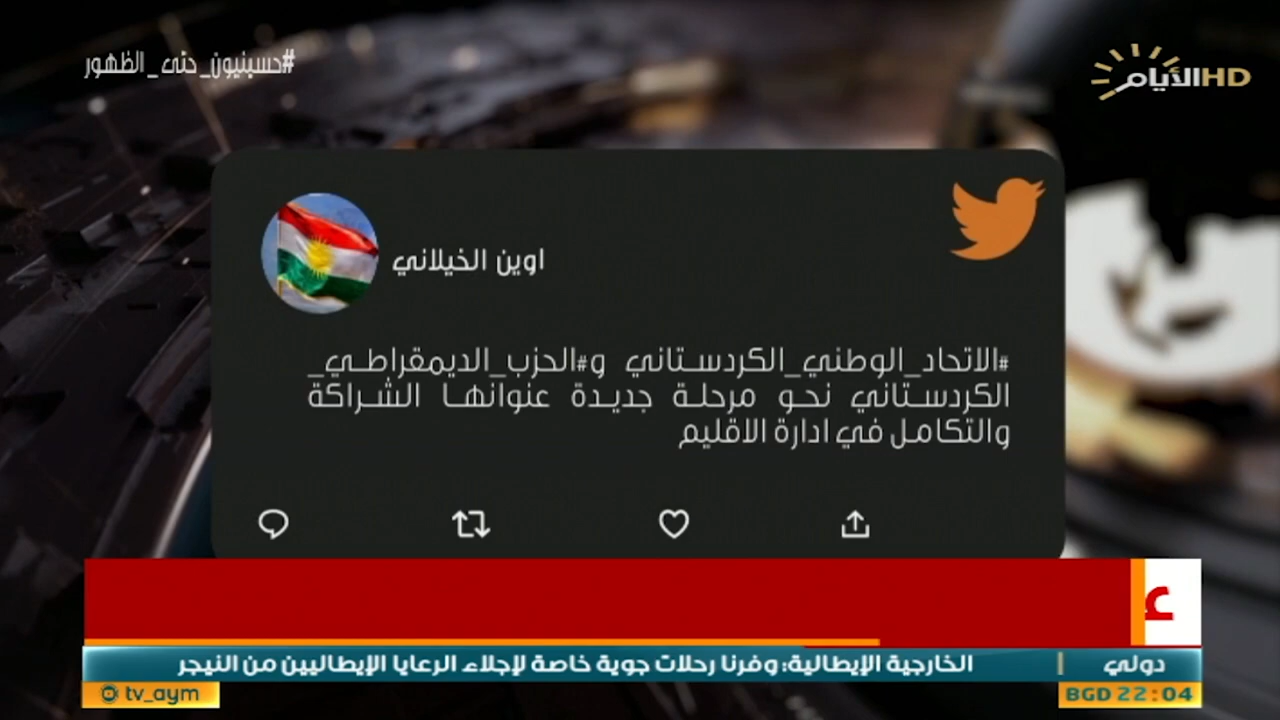 #حسينيون_حتى_الظهور
الأيام HD
اوين الخيلاني
#الاتحاد_الوطني_الكردستاني و#الحزب_الديمقراطي_
الكردستاني نحو مرحلة جديدة عنوانها الشراكة
والتكامل في ادارة الاقليم
دولي
الخارجية الإيطالية: وفرنا رحلات جوية خاصة لإجلاء الرعايا الإيطاليين من النيجر
tv_aym
BGD 22:04